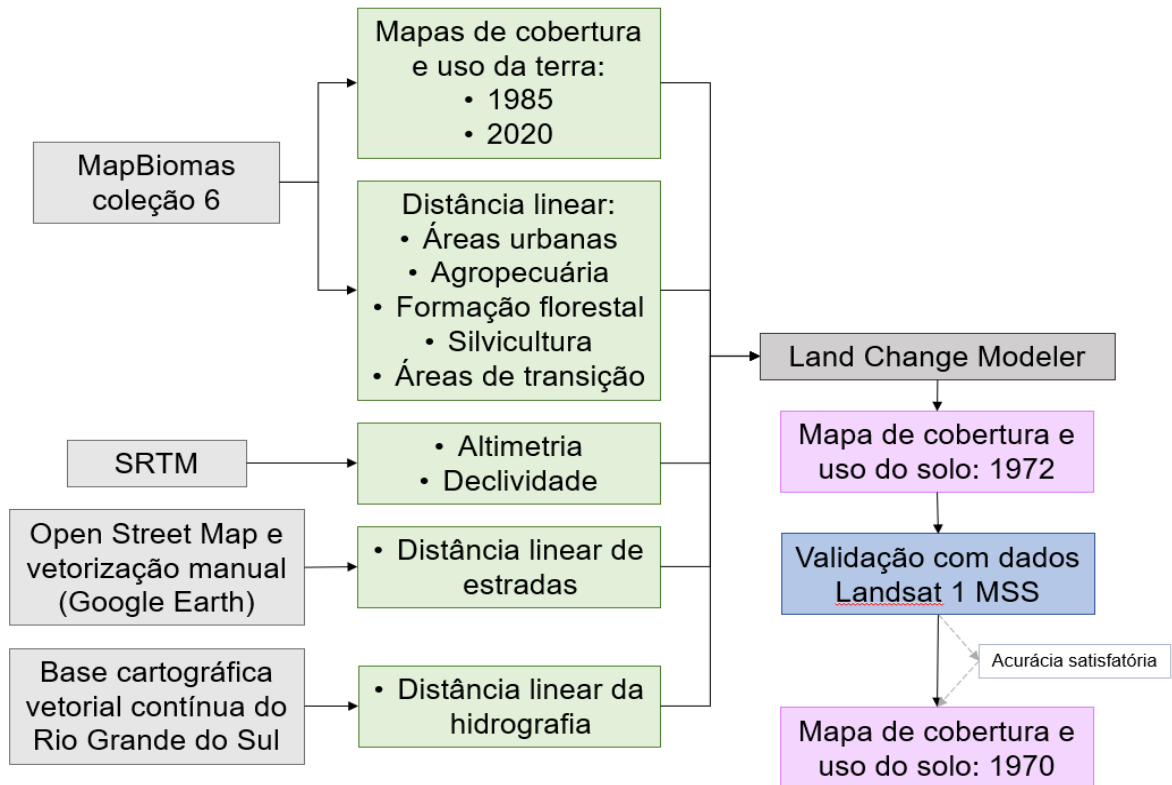 Mapas de cobertura
e uso da terra:
• 1985
• 2020
MapBiomas
coleção 6
Distância linear:
• Áreas urbanas
• Agropecuária
• Formação florestal
• Silvicultura
• Áreas de transição
SRTM
• Altimetria
• Declividade
Open Street Map e
vetorização manual
(Google Earth)
• Distância linear de
estradas
Base cartográfica
vetorial contínua do
Rio Grande do Sul
• Distância linear da
hidrografia
Land Change Modeler
Mapa de cobertura e
uso do solo: 1972
Validação com dados
Landsat 1 MSS
Acurácia satisfatória
Mapa de cobertura e
uso do solo: 1970